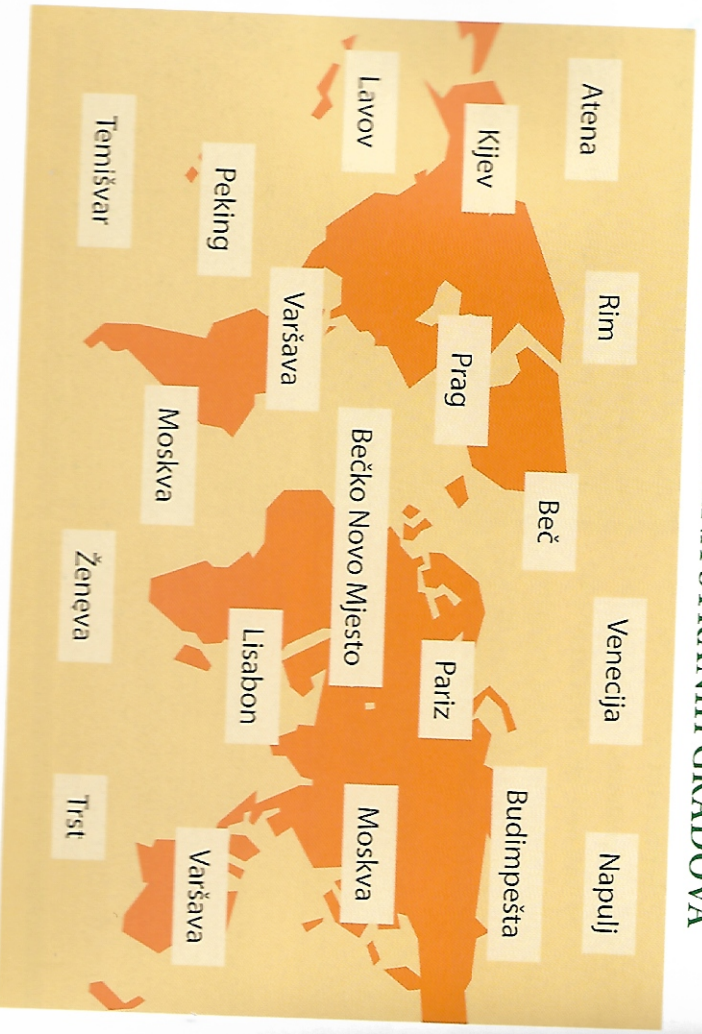 GRADOVA
Atena
Rim
Venecija
Napulj
Beč
Kijev
Budimpešta
Prag
Pariz
Lavov
Bečko Novo Mjesto
Moskva
Varšava
Lisabon
Peking
Varšava
Moskva
Temišvar
Ženeva
Trst